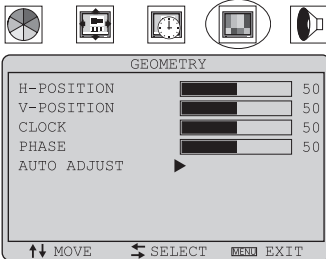 GEOMETRY
H-POSITION 50
V-POSITION 50
CLOCK 50
PHASE 50
AUTO ADJUST
MOVE SELECT MENU EXIT